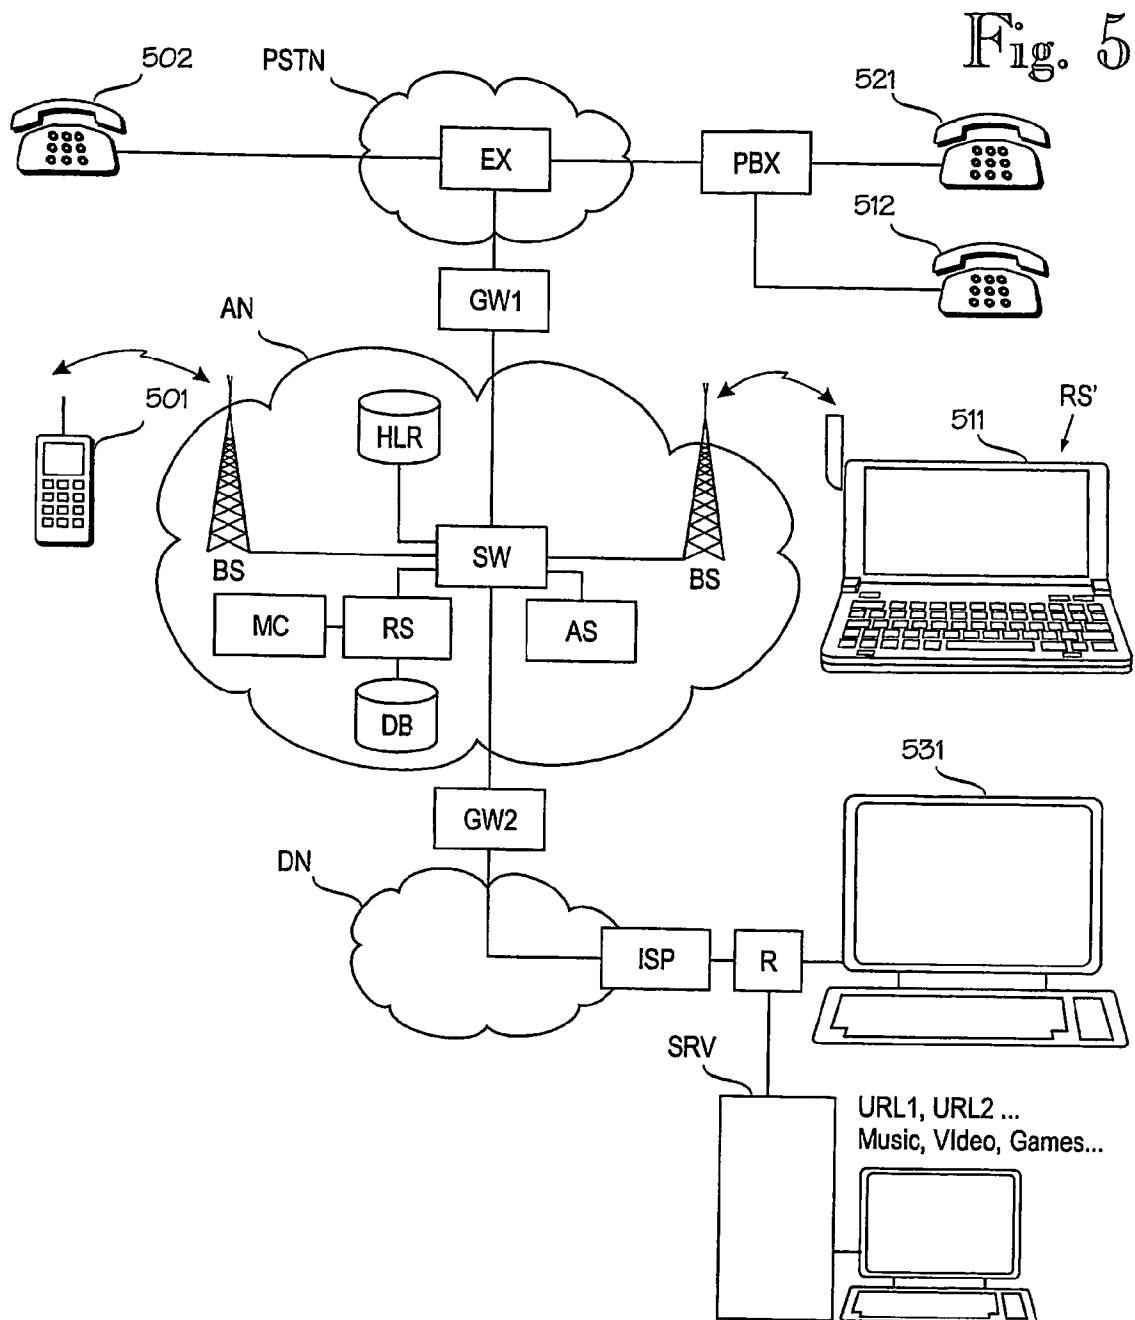 Fig. 5
502
PSTN
521
EX
PBX
512
GW1
AN
501
HLR
511
RS'
SW
BS
BS
MC
RS
AS
DB
531
GW2
DN
ISP
R
SRV
URL1, URL2 ...
Music, VIdeo, Games...